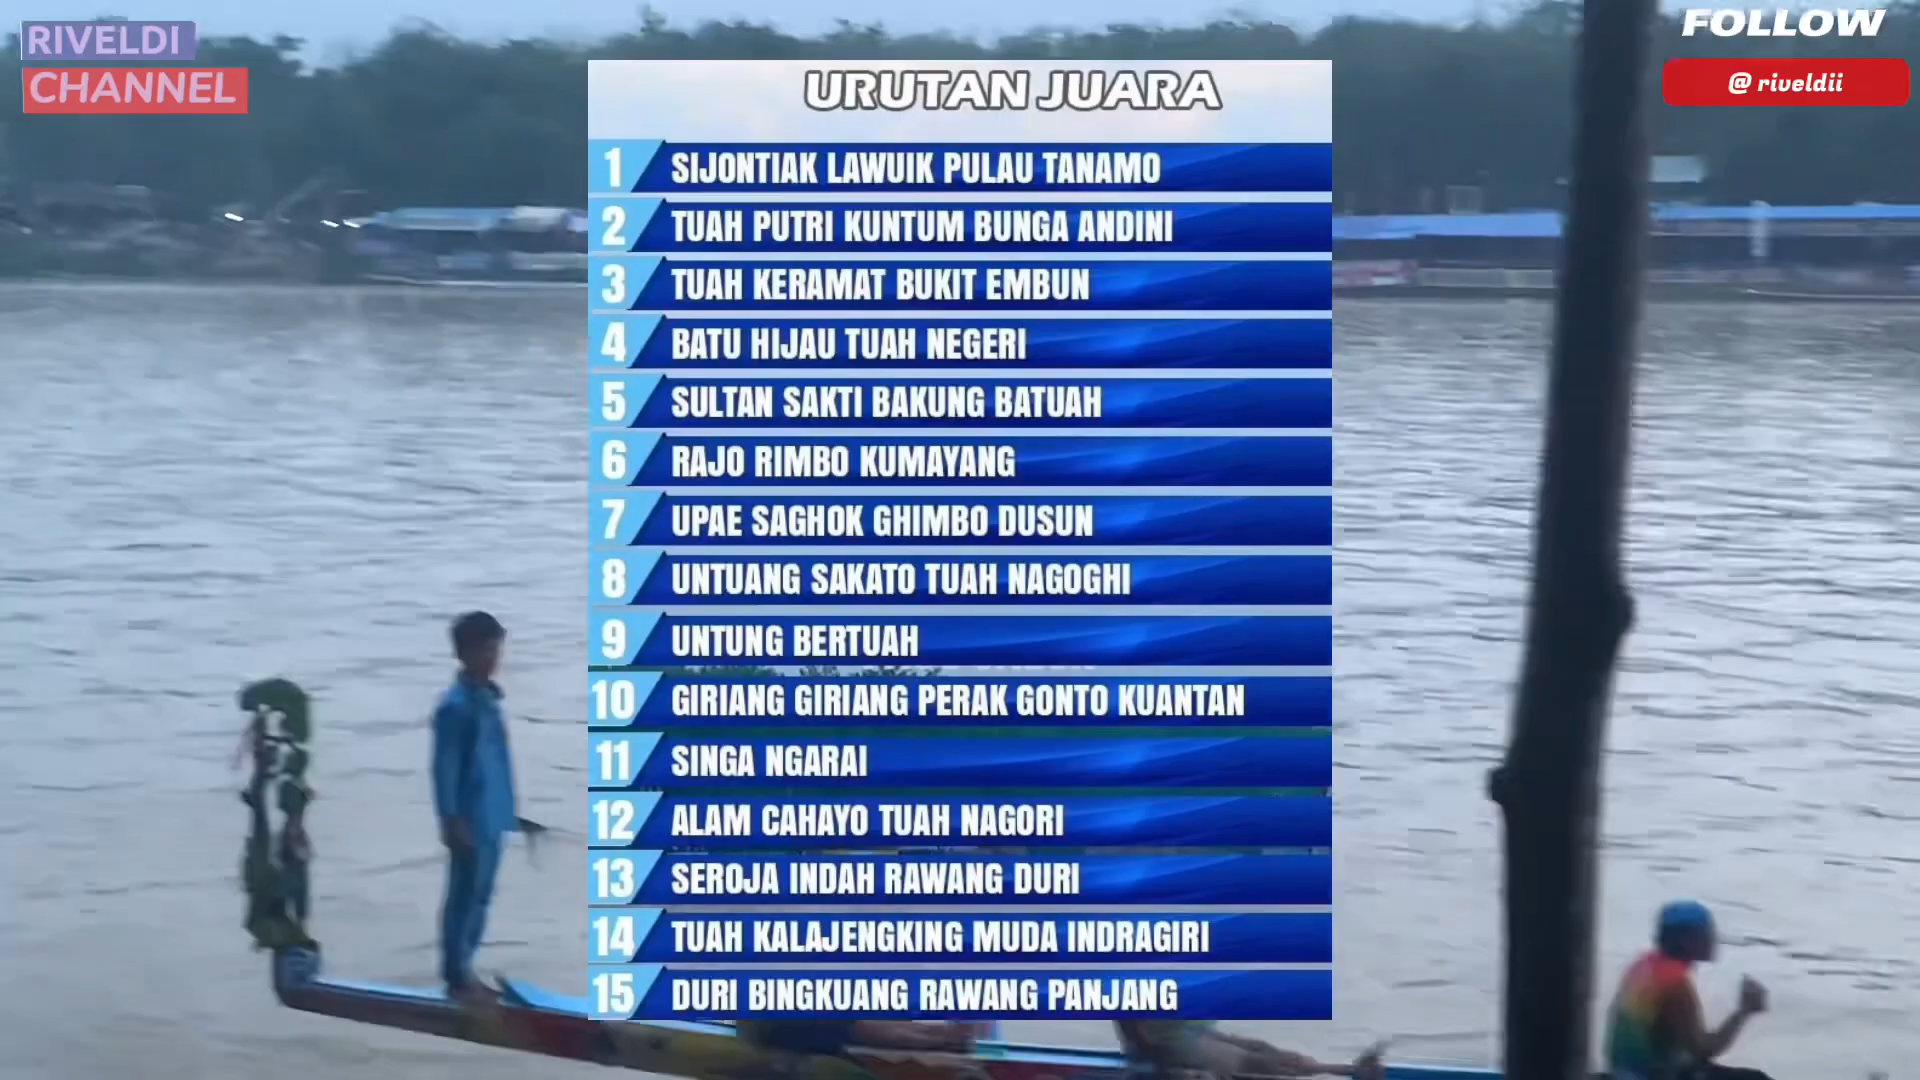 RIVELDI
CHANNEL
FOLLOW
@ riveldii
URUTAN JUARA
1 SIJONTIAK LAWUIK PULAU TANAMO
2 TUAH PUTRI KUNTUM BUNGA ANDINI
3 TUAH KERAMAT BUKIT EMBUN
4 BATU HIJAU TUAH NEGERI
5 SULTAN SAKTI BAKUNG BATUAH
6 RAJO RIMBO KUMAYANG
7 UPAE SAGHOK GHIMBO DUSUN
8 UNTUANG SAKATO TUAH NAGOGHI
9 UNTUNG BERTUAH
10 GIRIANG GIRIANG PERAK GONTO KUANTAN
11 SINGA NGARAI
12 ALAM CAHAYO TUAH NAGORI
13 SEROJA INDAH RAWANG DURI
14 TUAH KALAJENGKING MUDA INDRAGIRI
15 DURI BINGKUANG RAWANG PANJANG